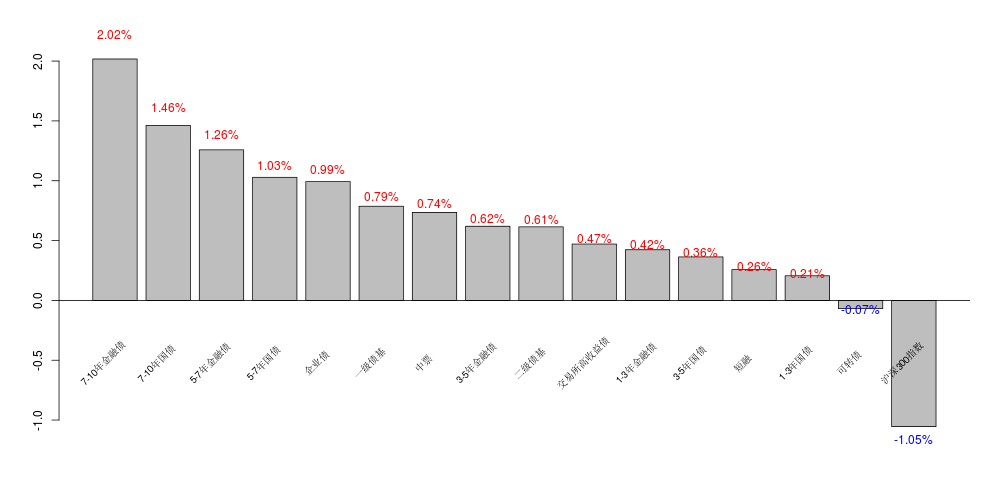 2.02%
1.46%
1.26%
1.03%
0.99%
0.79%
0.74%
0.62%
0.61%
0.47%
0.42%
0.36%
0.26%
0.21%
-0.07%
-1.05%
2.0
1.5
1.0
0.5
0.0
-0.5
-1.0
7-10年金融债
7-10年国债
5-7年金融债
5-7年国债
企业债
一级债基
中票
3-5年金融债
二级债基
交易所高收益债
1-3年金融债
3-5年国债
短融
1-3年国债
可转债
沪深300指数